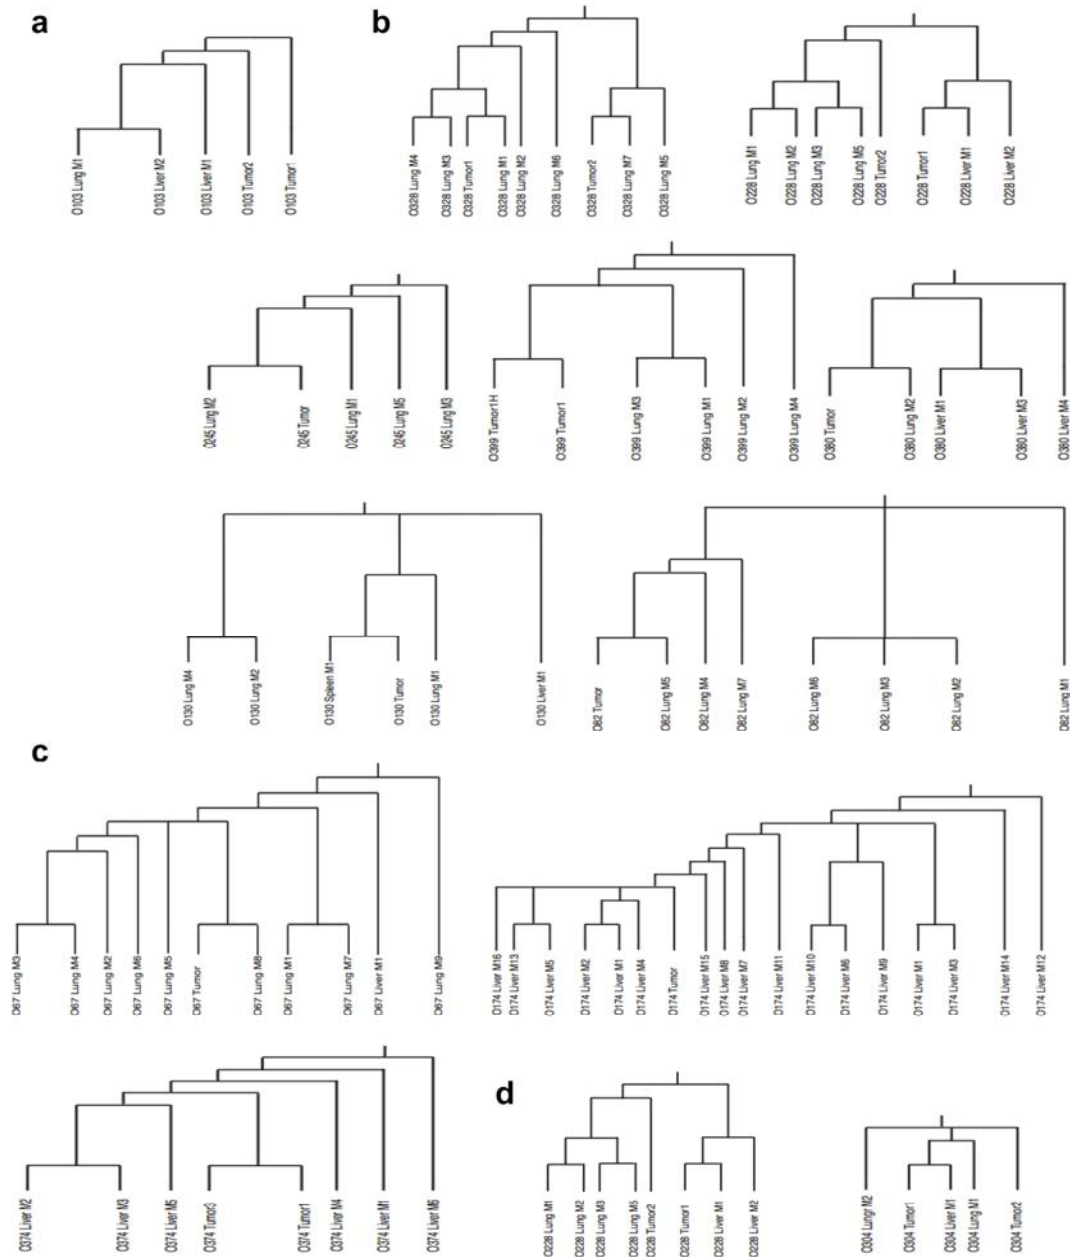 a
b
O103 Lung M1
O103 Liver M2
O103 Liver M1
O103 Tumor2
O103 Tumor1
O328 Lung M4
O328 Lung M3
O328 Tumor1
O328 Lung M1
O328 Lung M2
O328 Lung M6
O328 Tumor2
O328 Lung M7
O328 Lung M5
O228 Lung M1
O228 Lung M2
O228 Lung M3
O228 Lung M5
O228 Tumor2
O228 Tumor1
O228 Liver M1
O228 Liver M2
O245 Lung M2
O245 Tumor
O245 Lung M1
O245 Lung M5
O245 Lung M3
O399 Tumor1H
O399 Tumor1
O399 Lung M3
O399 Lung M1
O399 Lung M2
O399 Lung M4
O380 Tumor
O380 Lung M2
O380 Liver M1
O380 Liver M3
O380 Liver M4
O130 Lung M4
O130 Lung M2
O130 Spleen M1
O130 Tumor
O130 Lung M1
O130 Liver M1
O82 Tumor
O82 Lung M5
O82 Lung M4
O82 Lung M7
O82 Lung M6
O82 Lung M3
O82 Lung M2
O82 Lung M1
c
O67 Lung M3
O67 Lung M4
O67 Lung M2
O67 Lung M6
O67 Lung M5
O67 Tumor
O67 Lung M8
O67 Lung M1
O67 Lung M7
O67 Liver M1
O67 Lung M9
O174 Liver M16
O174 Liver M13
O174 Liver M5
O174 Liver M2
O174 Liver M1
O174 Liver M4
O174 Tumor
O174 Liver M15
O174 Liver M8
O174 Liver M7
O174 Liver M11
O174 Liver M10
O174 Liver M6
O174 Liver M9
O174 Liver M1
O174 Liver M3
O174 Liver M14
O174 Liver M12
O374 Liver M2
O374 Liver M3
O374 Liver M5
O374 Tumor3
O374 Tumor1
O374 Liver M4
O374 Liver M1
O374 Liver M6
d
O228 Lung M1
O228 Lung M2
O228 Lung M3
O228 Lung M5
O228 Tumor2
O228 Tumor1
O228 Liver M1
O228 Liver M2
O304 Lungr M2
O304 Tumor1
O304 Liver M1
O304 Lung M1
O304 Tumor2